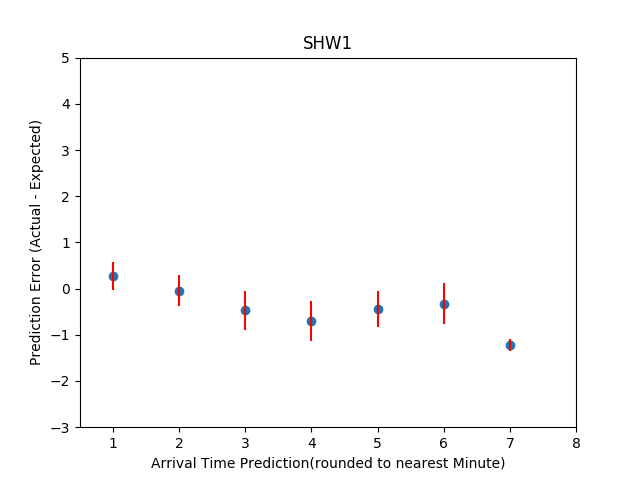 SHW1
Prediction Error (Actual - Expected)
5
4
3
2
1
0
−1
−2
−3
1 2 3 4 5 6 7 8
Arrival Time Prediction(rounded to nearest Minute)